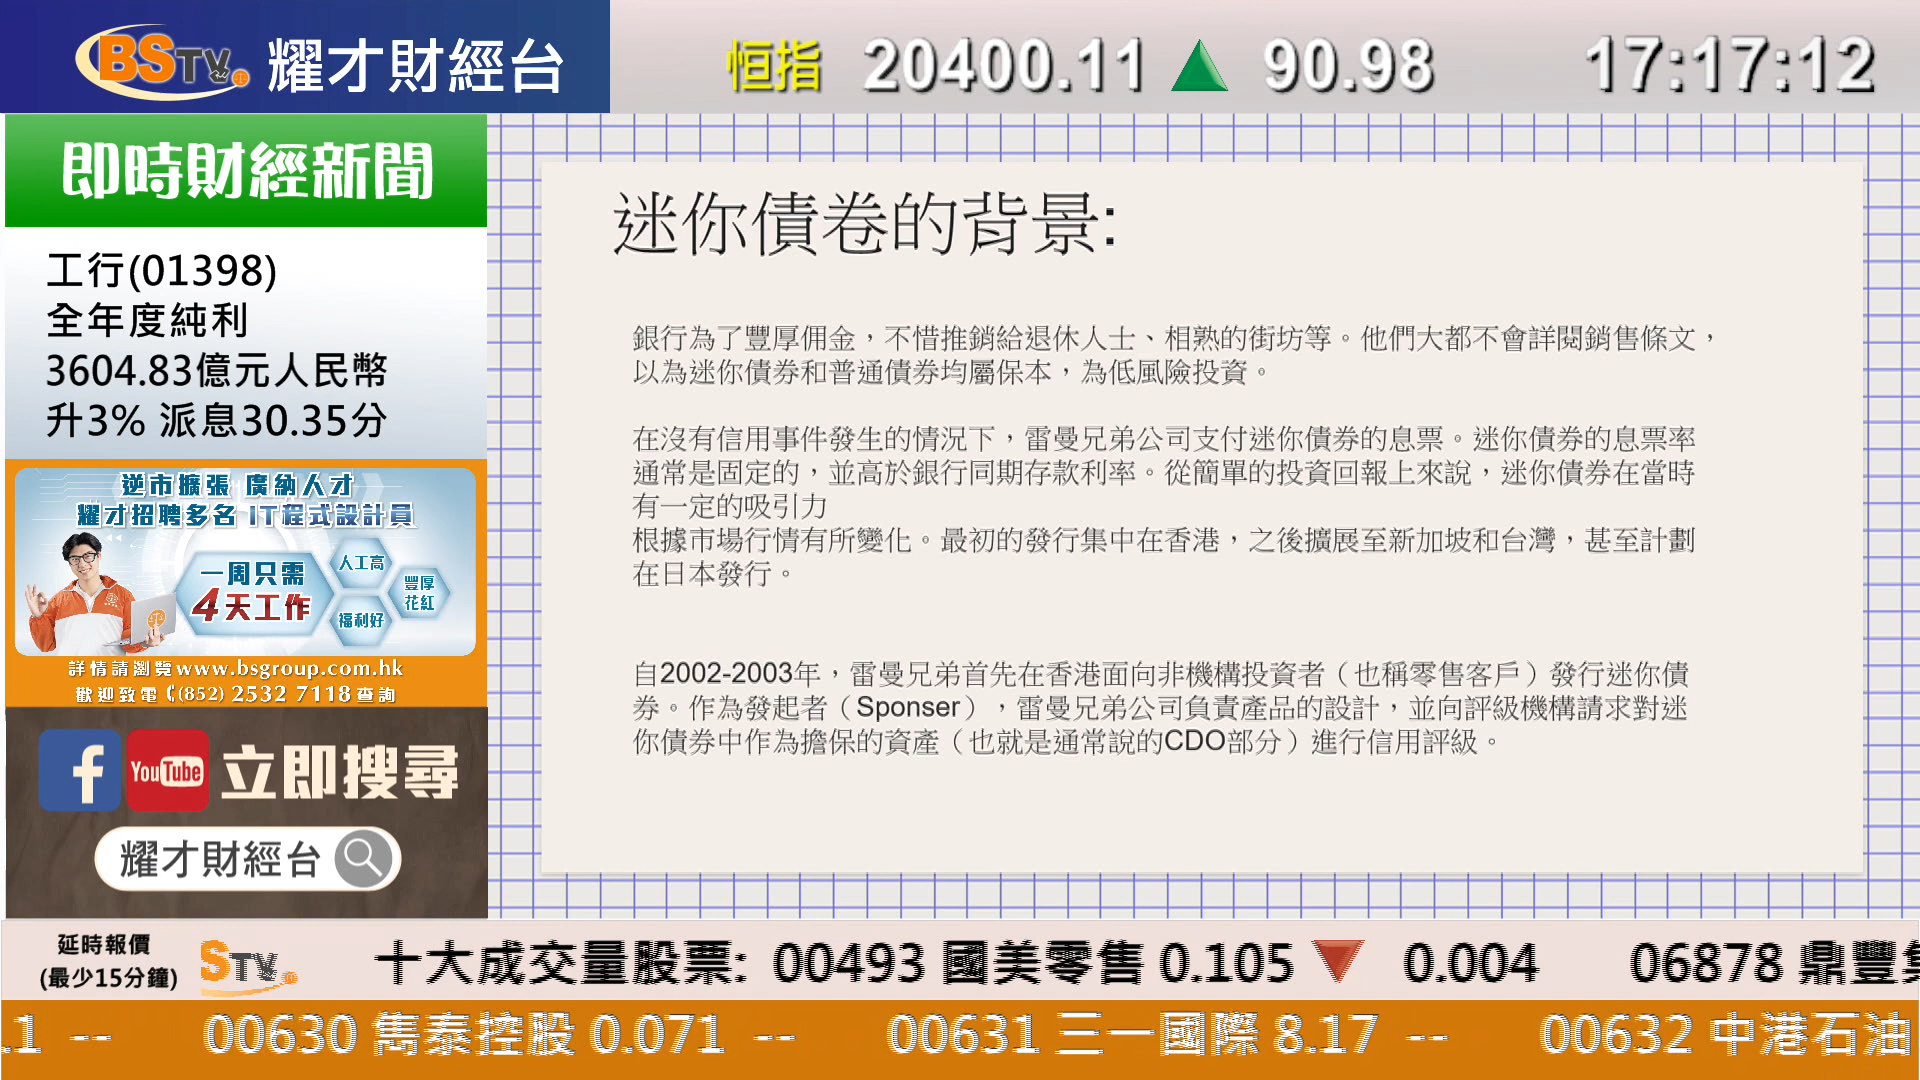 BSTV 耀才財經台
恒指 20400.11 ▲ 90.98 17:17:12
即時財經新聞
工行(01398)
全年度純利
3604.83億元人民幣
升3% 派息30.35分
逆市擴張 廣納人才
耀才招聘多名 IT程式設計員
一周只需
4天工作
人工高
豐厚
花紅
福利好
詳情請瀏覽www.bsgroup.com.hk
歡迎致電 (852) 2532 7118 查詢
f YouTube 立即搜尋
耀才財經台
迷你債卷的背景:
銀行為了豐厚佣金，不惜推銷給退休人士、相熟的街坊等。他們大都不會詳閱銷售條文，
以為迷你債券和普通債券均屬保本，為低風險投資。
在沒有信用事件發生的情況下，雷曼兄弟公司支付迷你債券的息票。迷你債券的息票率
通常是固定的，並高於銀行同期存款利率。從簡單的投資回報上來說，迷你債券在當時
有一定的吸引力
根據市場行情有所變化。最初的發行集中在香港，之後擴展至新加坡和台灣，甚至計劃
在日本發行。
自2002-2003年，雷曼兄弟首先在香港面向非機構投資者（也稱零售客戶）發行迷你債
券。作為發起者（Sponser），雷曼兄弟公司負責產品的設計，並向評級機構請求對迷
你債券中作為擔保的資產（也就是通常說的CDO部分）進行信用評級。
延時報價
(最少15分鐘)
STV
十大成交量股票: 00493 國美零售 0.105 ▼ 0.004 06878 鼎豐
.1 -- 00630 雋泰控股 0.071 -- 00631 三一國際 8.17 -- 00632 中港石油